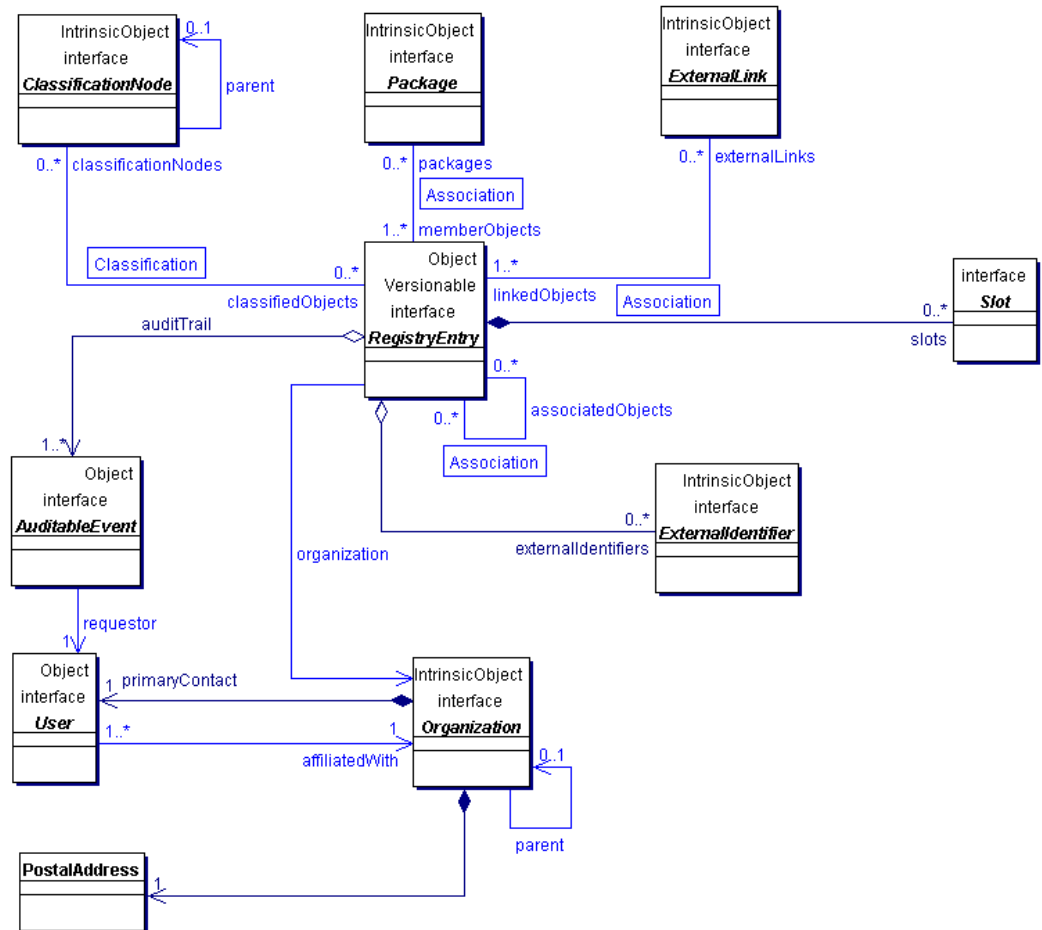 IntrinsicObject
interface
ClassificationNode
0..1
parent
0..*
classificationNodes
IntrinsicObject
interface
Package
0..*
packages
Association
1..*
memberObjects
IntrinsicObject
interface
ExternalLink
0..*
externalLinks
Classification
0..*
classifiedObjects
Object
Versionable
interface
RegistryEntry
1..*
linkedObjects
Association
interface
Slot
0..*
slots
auditTrail
1..*
0..*
associatedObjects
0..*
Association
Object
interface
AuditableEvent
organization
IntrinsicObject
interface
ExternalIdentifier
0..*
externalIdentifiers
requestor
1
Object
interface
User
1
primaryContact
1..*
1
affiliatedWith
IntrinsicObject
interface
Organization
0..1
parent
PostalAddress
1